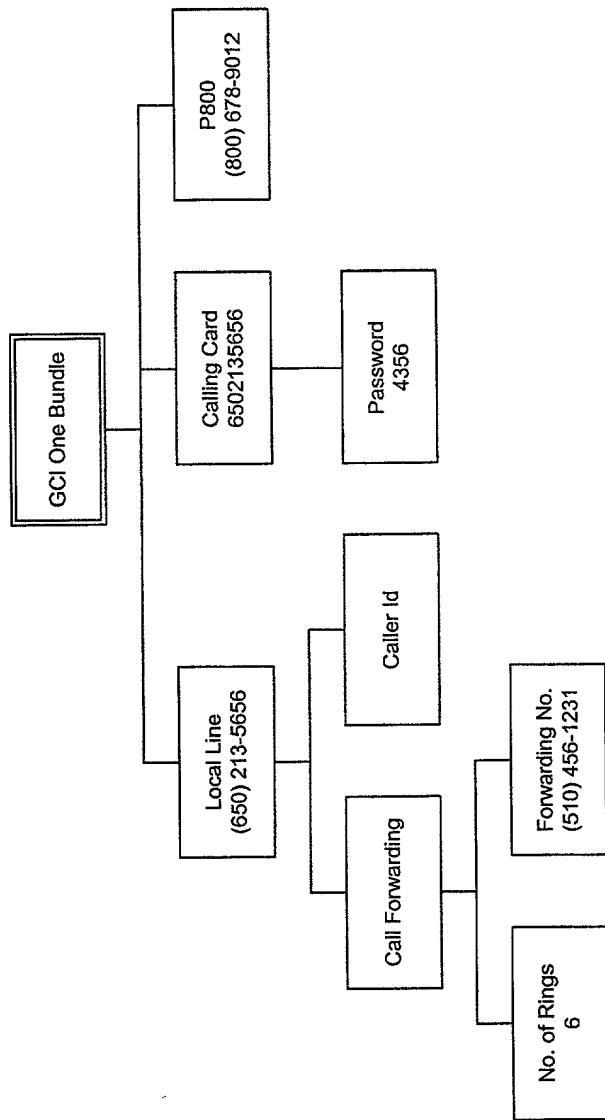 GCI One Bundle
Local Line
(650) 213-5656
Calling Card
6502135656
P800
(800) 678-9012
Call Forwarding
Caller Id
Password
4356
No. of Rings
6
Forwarding No.
(510) 456-1231